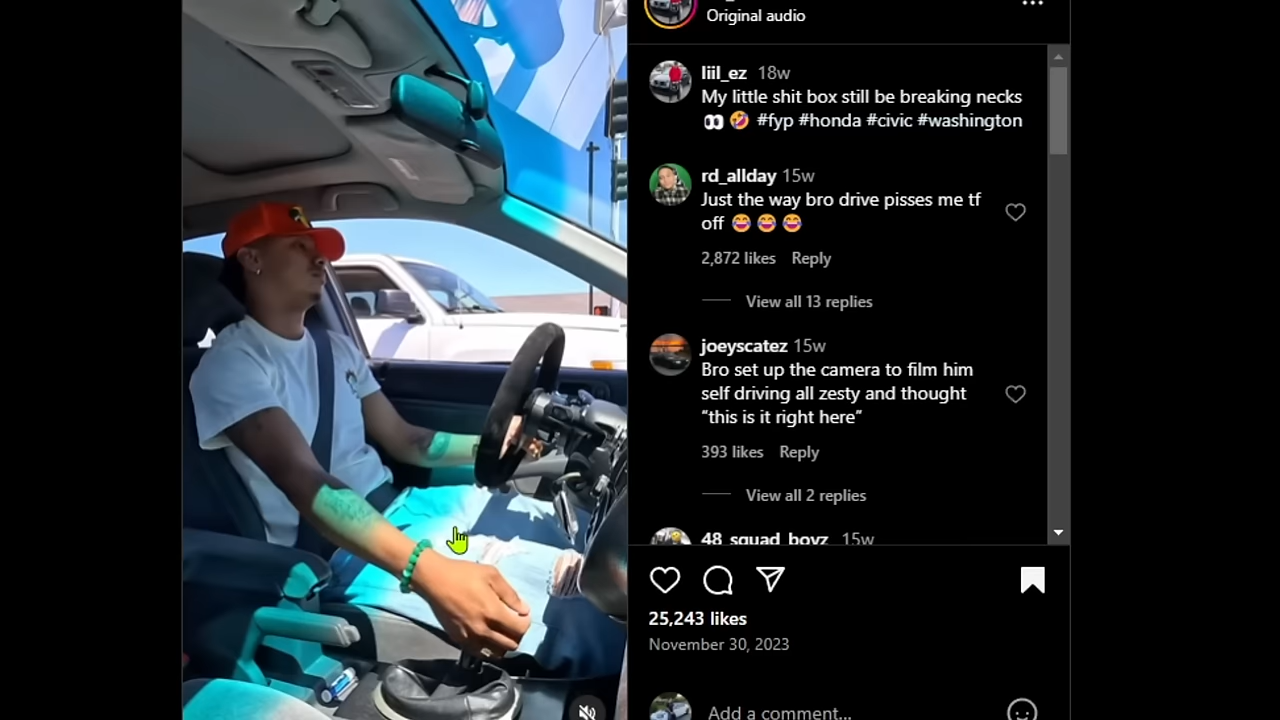 Original audio
liil_ez 18w
My little shit box still be breaking necks
👀 🤣 #fyp #honda #civic #washington
rd_allday 15w
Just the way bro drive pisses me tf
off 😂 😂 😂
2,872 likes Reply
View all 13 replies
joeyscatez 15w
Bro set up the camera to film him
self driving all zesty and thought
“this is it right here”
393 likes Reply
View all 2 replies
48_squad_boyz 15w
25,243 likes
November 30, 2023
Add a comment...